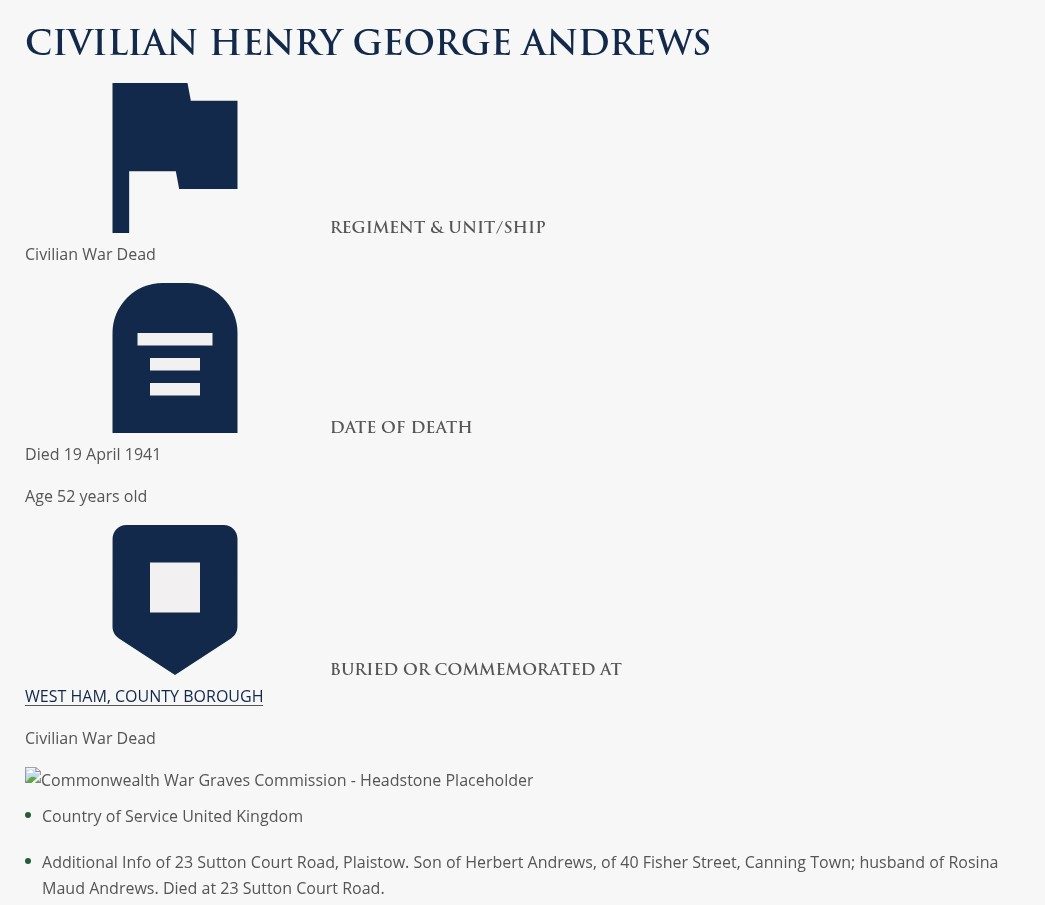 CIVILIAN HENRY GEORGE ANDREWS
REGIMENT & UNIT/SHIP
Civilian War Dead
DATE OF DEATH
Died 19 April 1941
Age 52 years old
BURIED OR COMMEMORATED AT
WEST HAM, COUNTY BOROUGH
Civilian War Dead
Commonwealth War Graves Commission - Headstone Placeholder
Country of Service United Kingdom
Additional Info of 23 Sutton Court Road, Plaistow. Son of Herbert Andrews, of 40 Fisher Street, Canning Town; husband of Rosina
Maud Andrews. Died at 23 Sutton Court Road.